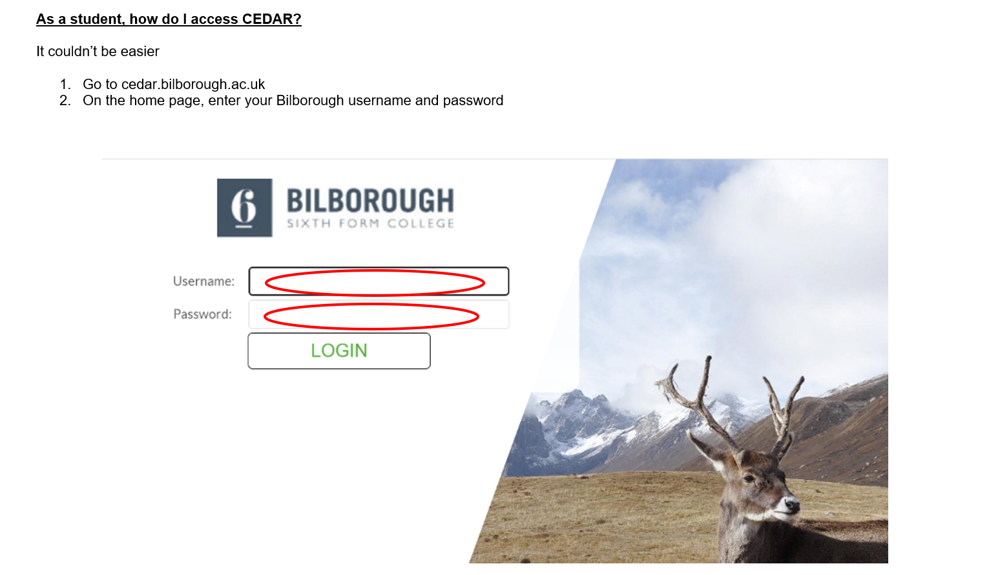 As a student, how do I access CEDAR?
It couldn’t be easier
1. Go to cedar.bilborough.ac.uk
2. On the home page, enter your Bilborough username and password
6 BILBOROUGH
SIXTH FORM COLLEGE
Username:
Password:
LOGIN